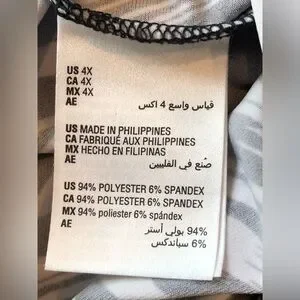 US 4X
CA 4X
MX 4X
AE قياس واسع 4 اكس
US MADE IN PHILIPPINES
CA FABRIQUÉ AUX PHILIPPINES
MX HECHO EN FILIPINAS
AE صُنع في الفلبين
US 94% POLYESTER 6% SPANDEX
CA 94% POLYESTER 6% SPANDEX
MX 94% poliester 6% spándex
AE 94% بولي أستر
6% سباندكس